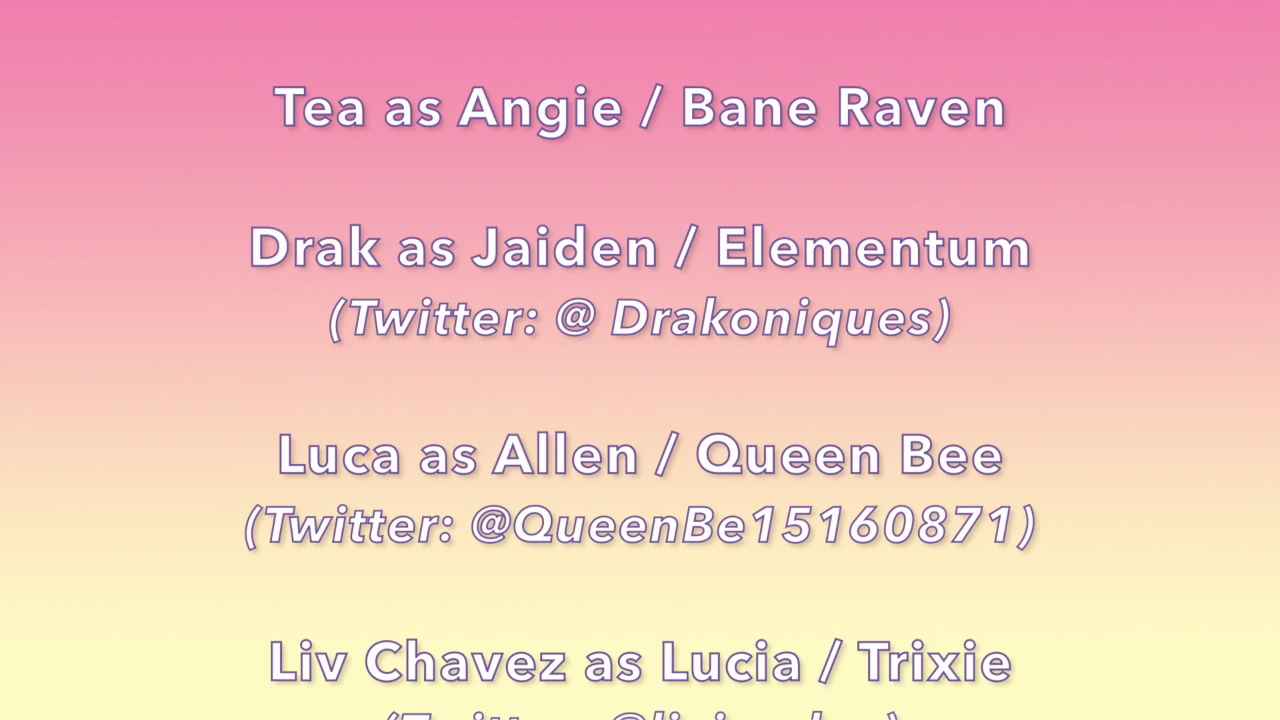 Tea as Angie / Bane Raven
Drak as Jaiden / Elementum
(Twitter: @ Drakoniques)
Luca as Allen / Queen Bee
(Twitter: @QueenBe15160871)
Liv Chavez as Lucia / Trixie